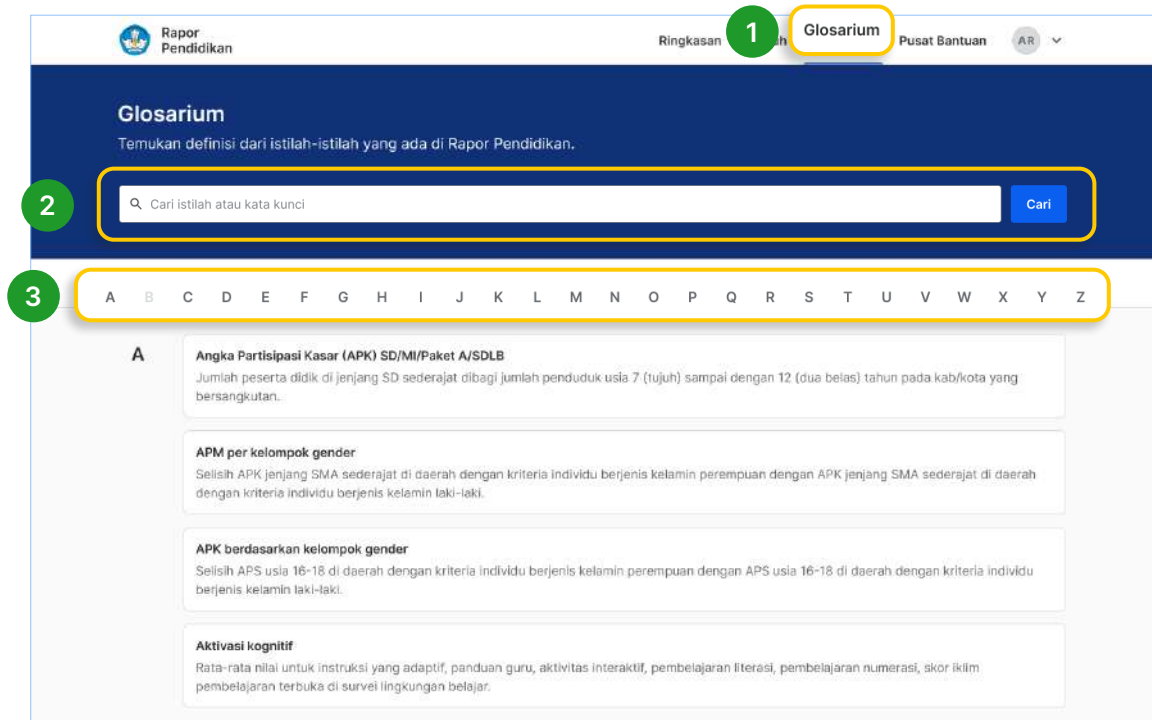 Rapor
Pendidikan
Ringkasan
1
Glosarium
Pusat Bantuan
AR
Glosarium
Temukan definisi dari istilah-istilah yang ada di Rapor Pendidikan.
2
Cari istilah atau kata kunci
Cari
3
A B C D E F G H I J K L M N O P Q R S T U V W X Y Z
A
Angka Partisipasi Kasar (APK) SD/MI/Paket A/SDLB
Jumlah peserta didik di jenjang SD sederajat dibagi jumlah penduduk usia 7 (tujuh) sampai dengan 12 (dua belas) tahun pada kab/kota yang
bersangkutan.
APM per kelompok gender
Selisih APK jenjang SMA sederajat di daerah dengan kriteria individu berjenis kelamin perempuan dengan APK jenjang SMA sederajat di daerah
dengan kriteria individu berjenis kelamin laki-laki.
APK berdasarkan kelompok gender
Selisih APS usia 16-18 di daerah dengan kriteria individu berjenis kelamin perempuan dengan APS usia 16-18 di daerah dengan kriteria individu
berjenis kelamin laki-laki.
Aktivasi kognitif
Rata-rata nilai untuk instruksi yang adaptif, panduan guru, aktivitas interaktif, pembelajaran literasi, pembelajaran numerasi, skor iklim
pembelajaran terbuka di survei lingkungan belajar.